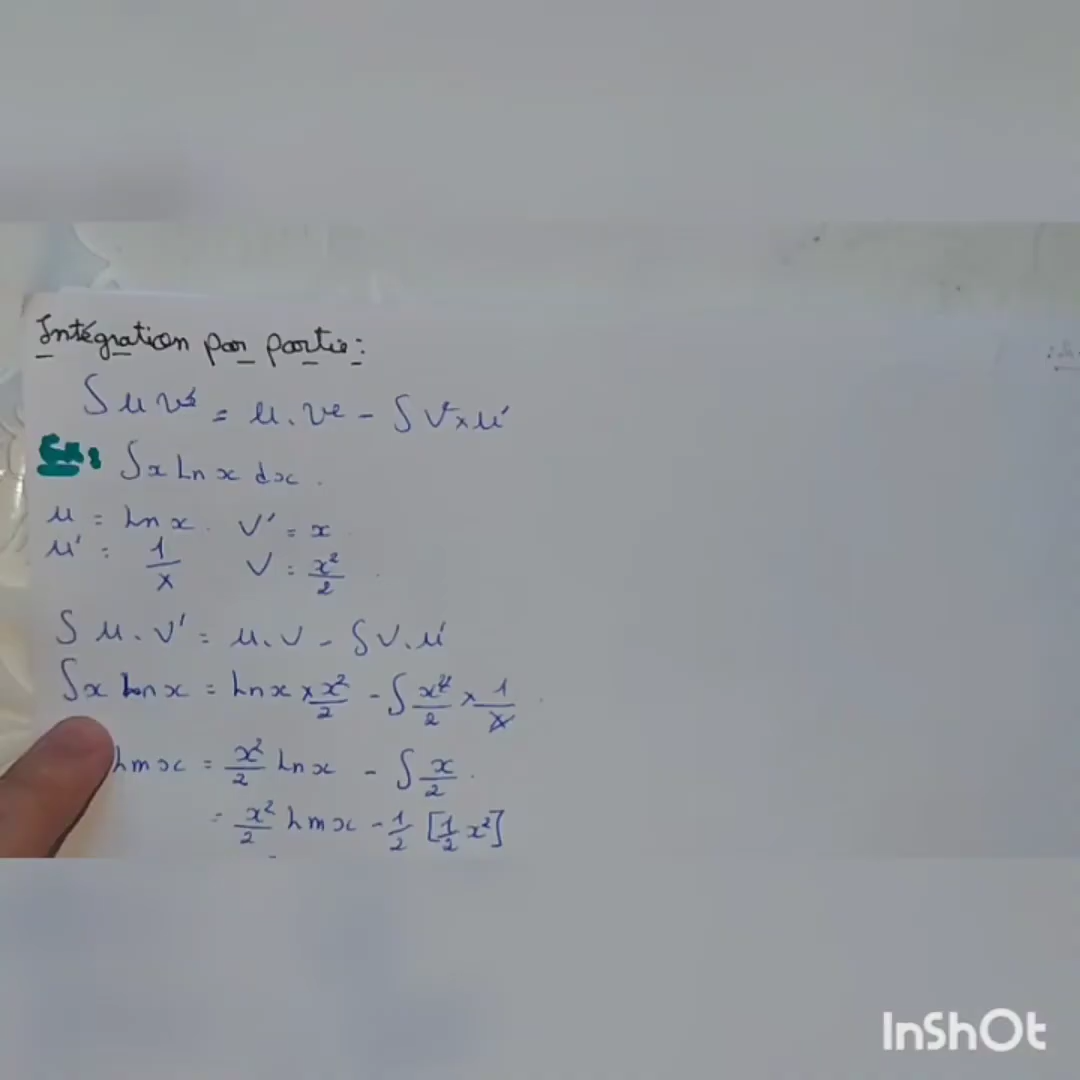 Intégration par partie:
∫ u v' = u . v - ∫ v × u'
Ex: ∫ x Ln x dx .
u = Ln x . V' = x
u' = 1/x V = x²/2 .
∫ u . v' = u . v - ∫ v . u'
∫ x Ln x = Ln x × x²/2 - ∫ x²/2 × 1/x .
Ln x = x²/2 Ln x - ∫ x/2 .
= x²/2 Ln x - 1/2 [1/2 x²]
InShOt